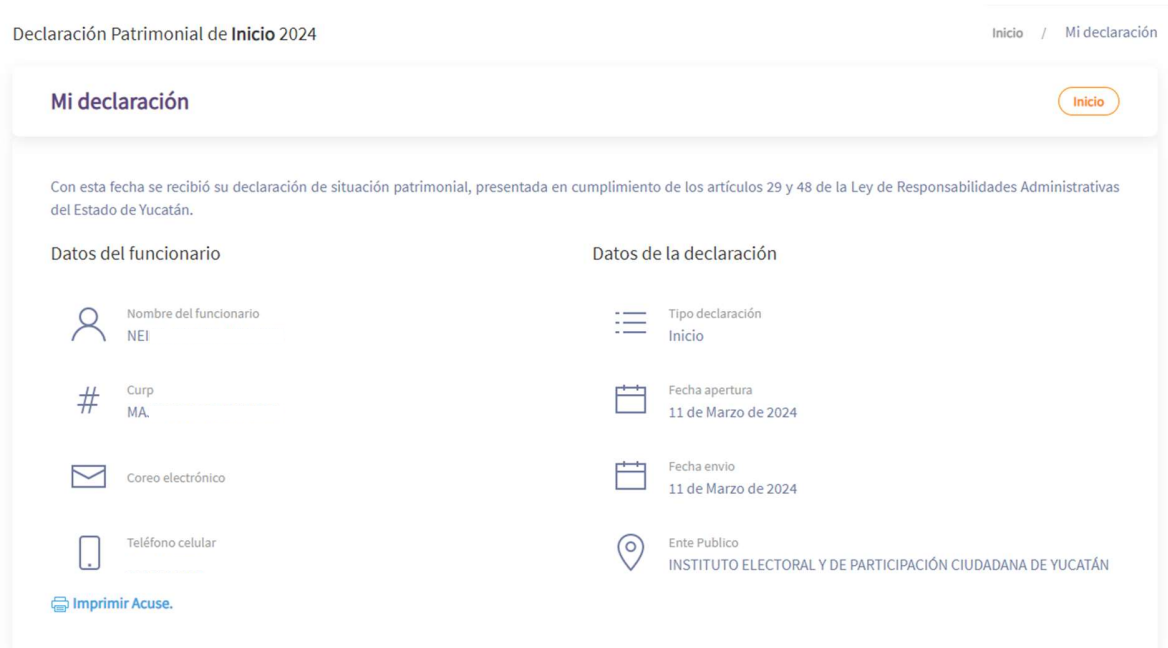 Declaración Patrimonial de Inicio 2024
Inicio / Mi declaración
Mi declaración
Inicio
Con esta fecha se recibió su declaración de situación patrimonial, presentada en cumplimiento de los artículos 29 y 48 de la Ley de Responsabilidades Administrativas
del Estado de Yucatán.
Datos del funcionario
Nombre del funcionario
NEI
Curp
MA.
Coreo electrónico
Teléfono celular
Imprimir Acuse.
Datos de la declaración
Tipo declaración
Inicio
Fecha apertura
11 de Marzo de 2024
Fecha envio
11 de Marzo de 2024
Ente Publico
INSTITUTO ELECTORAL Y DE PARTICIPACIÓN CIUDADANA DE YUCATÁN